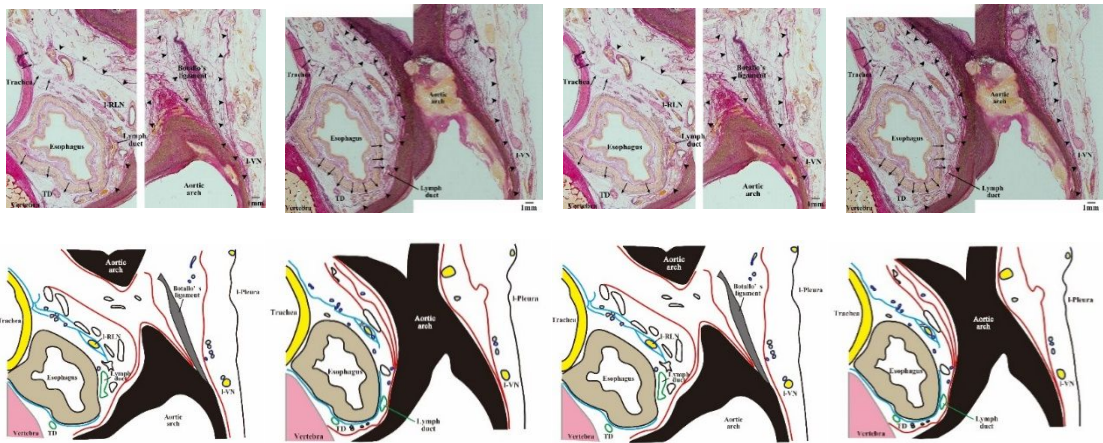 Botallo's
ligament
Trachea
l-RLN
Lymph
duct
Esophagus
l-VN
Aortic
arch
TD
Vertebra
1mm
Trachea
Aortic
arch
Esophagus
l-VN
Lymph
duct
TD
Vertebra
1mm
Botallo's
ligament
Trachea
l-RLN
Lymph
duct
Esophagus
l-VN
Aortic
arch
TD
Vertebra
1mm
Trachea
Aortic
arch
Esophagus
l-VN
Lymph
duct
TD
Vertebra
1mm
Aortic
arch
Botallo's
ligament
l-Pleura
Trachea
l-RLN
Lymph
duct
Esophagus
l-VN
TD
Aortic
arch
Vertebra
l-Pleura
Trachea
Aortic
arch
Esophagus
l-VN
TD
Lymph
duct
Vertebra
Aortic
arch
Botallo's
ligament
l-Pleura
Trachea
l-RLN
Lymph
duct
Esophagus
l-VN
TD
Aortic
arch
Vertebra
l-Pleura
Trachea
Aortic
arch
Esophagus
l-VN
TD
Lymph
duct
Vertebra